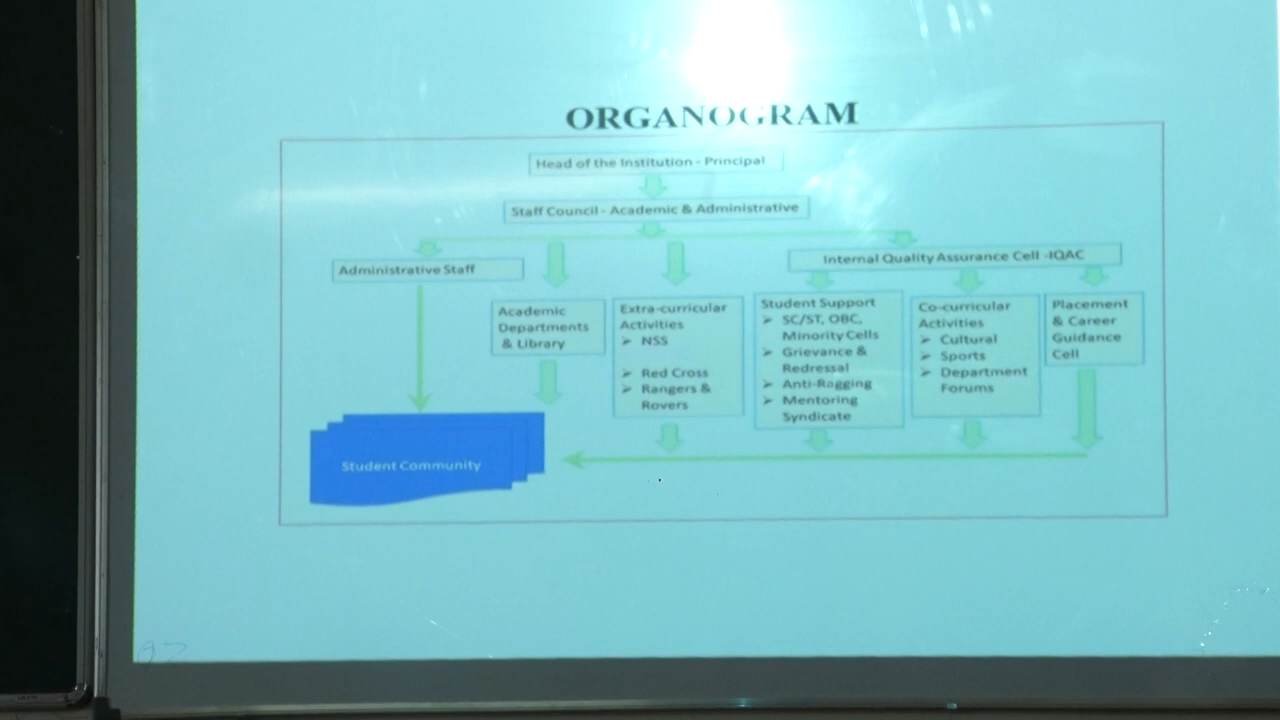 ORGANOGRAM
Head of the Institution - Principal
Staff Council - Academic & Administrative
Administrative Staff
Internal Quality Assurance Cell -IQAC
Academic
Departments
& Library
Extra-curricular
Activities
➢ NSS
➢ Red Cross
➢ Rangers &
Rovers
Student Support
➢ SC/ST, OBC,
Minority Cells
➢ Grievance &
Redressal
➢ Anti-Ragging
➢ Mentoring
Syndicate
Co-curricular
Activities
➢ Cultural
➢ Sports
➢ Department
Forums
Placement
& Career
Guidance
Cell
Student Community